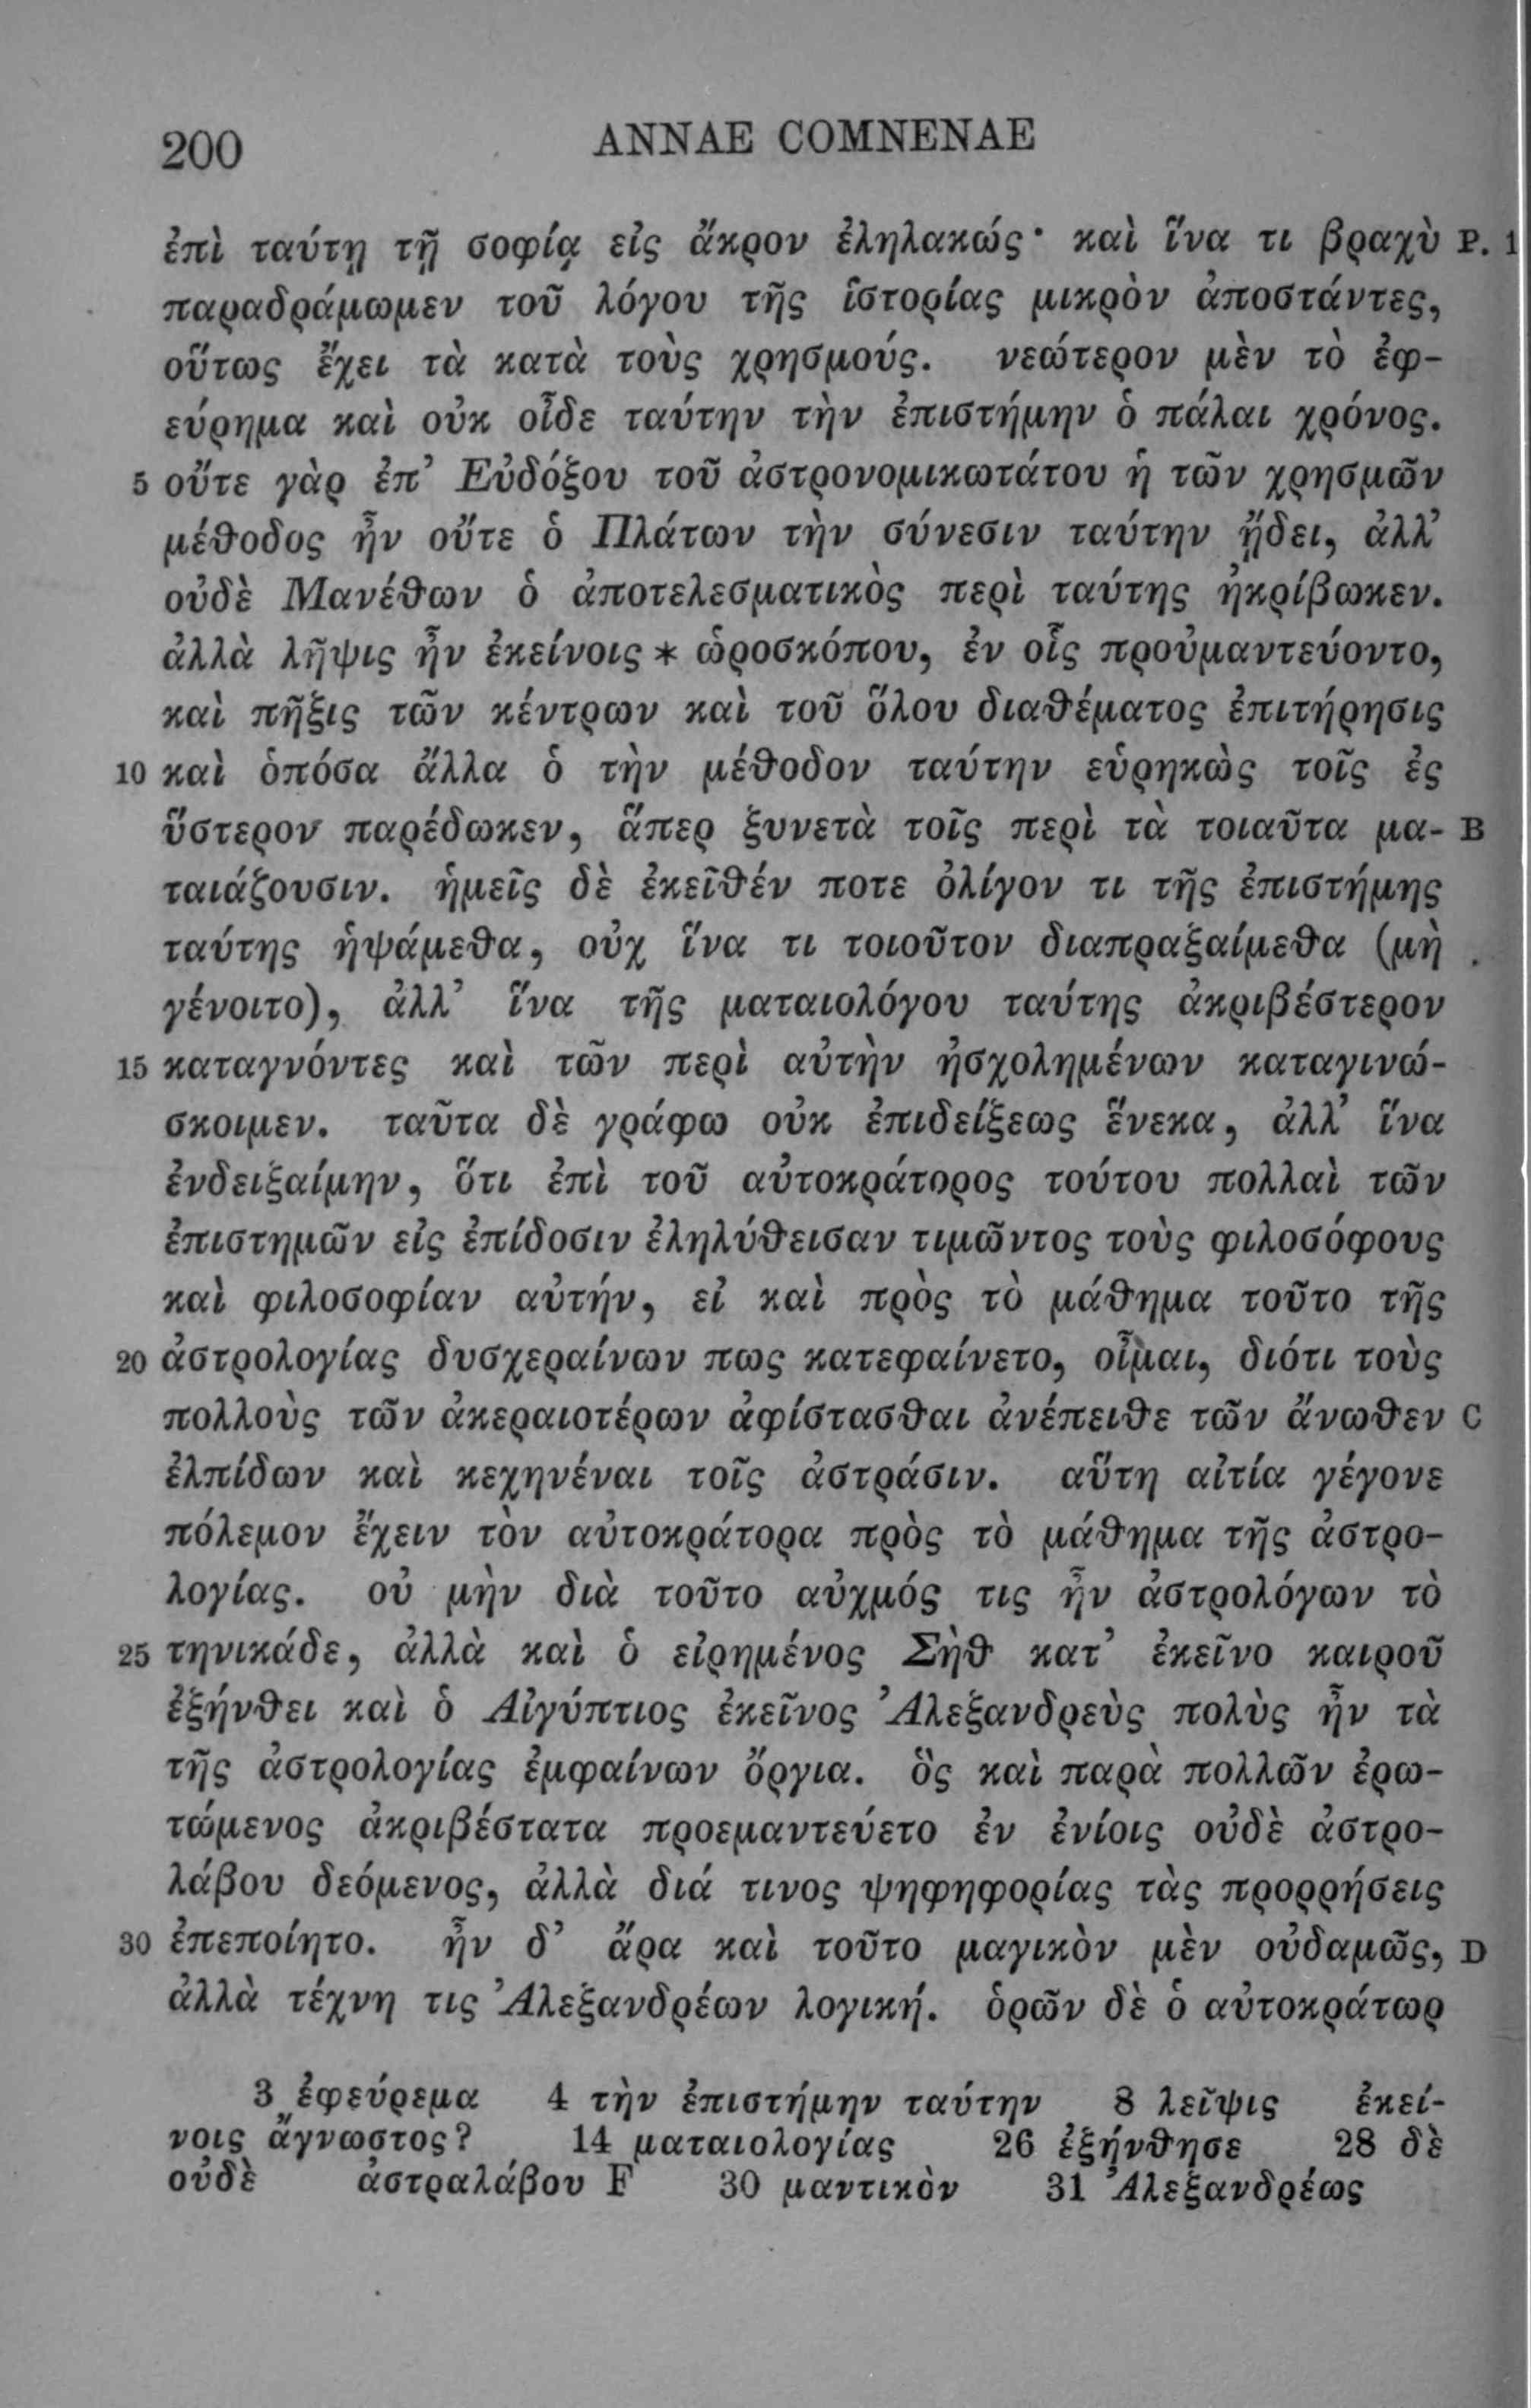 200 ANNAE COMNENAE
ἐπὶ ταύτῃ τῇ σοφίᾳ εἰς ἄκρον ἐληλακώς· καὶ ἵνα τι βραχὺ P. 1
παραδράμωμεν τοῦ λόγου τῆς ἱστορίας μικρὸν ἀποστάντες,
οὕτως ἔχει τὰ κατὰ τοὺς χρησμούς. νεώτερον μὲν τὸ ἐφ-
εύρημα καὶ οὐκ οἶδε ταύτην τὴν ἐπιστήμην ὁ πάλαι χρόνος.
5 οὔτε γὰρ ἐπ’ Εὐδόξου τοῦ ἀστρονομικωτάτου ἡ τῶν χρησμῶν
μέθοδος ἦν οὔτε ὁ Πλάτων τὴν σύνεσιν ταύτην ᾔδει, ἀλλ’
οὐδὲ Μανέθων ὁ ἀποτελεσματικὸς περὶ ταύτης ἠκρίβωκεν.
ἀλλὰ λῆψις ἦν ἐκείνοις * ὡροσκόπου, ἐν οἷς προὐμαντεύοντο,
καὶ πῆξις τῶν κέντρων καὶ τοῦ ὅλου διαθέματος ἐπιτήρησις
10 καὶ ὁπόσα ἄλλα ὁ τὴν μέθοδον ταύτην εὑρηκὼς τοῖς ἐς
ὕστερον παρέδωκεν, ἅπερ ξυνετὰ τοῖς περὶ τὰ τοιαῦτα μα- B
ταιάζουσιν. ἡμεῖς δὲ ἐκεῖθέν ποτε ὀλίγον τι τῆς ἐπιστήμης
ταύτης ἡψάμεθα, οὐχ ἵνα τι τοιοῦτον διαπραξαίμεθα (μὴ
γένοιτο), ἀλλ’ ἵνα τῆς ματαιολόγου ταύτης ἀκριβέστερον
15 καταγνόντες καὶ τῶν περὶ αὐτὴν ἠσχολημένων καταγινώ-
σκοιμεν. ταῦτα δὲ γράφω οὐκ ἐπιδείξεως ἕνεκα, ἀλλ’ ἵνα
ἐνδειξαίμην, ὅτι ἐπὶ τοῦ αὐτοκράτορος τούτου πολλαὶ τῶν
ἐπιστημῶν εἰς ἐπίδοσιν ἐληλύθεισαν τιμῶντος τοὺς φιλοσόφους
καὶ φιλοσοφίαν αὐτήν, εἰ καὶ πρὸς τὸ μάθημα τοῦτο τῆς
20 ἀστρολογίας δυσχεραίνων πως κατεφαίνετο, οἶμαι, διότι τοὺς
πολλοὺς τῶν ἀκεραιοτέρων ἀφίστασθαι ἀνέπειθε τῶν ἄνωθεν C
ἐλπίδων καὶ κεχηνέναι τοῖς ἀστράσιν. αὕτη αἰτία γέγονε
πόλεμον ἔχειν τὸν αὐτοκράτορα πρὸς τὸ μάθημα τῆς ἀστρο-
λογίας. οὐ μὴν διὰ τοῦτο αὐχμός τις ἦν ἀστρολόγων τὸ
25 τηνικάδε, ἀλλὰ καὶ ὁ εἰρημένος Σὴθ κατ’ ἐκεῖνο καιροῦ
ἐξήνθει καὶ ὁ Αἰγύπτιος ἐκεῖνος Ἀλεξανδρεὺς πολὺς ἦν τὰ
τῆς ἀστρολογίας ἐμφαίνων ὄργια. ὃς καὶ παρὰ πολλῶν ἐρω-
τώμενος ἀκριβέστατα προεμαντεύετο ἐν ἐνίοις οὐδὲ ἀστρο-
λάβου δεόμενος, ἀλλὰ διά τινος ψηφηφορίας τὰς προρρήσεις
30 ἐπεποίητο. ἦν δ’ ἄρα καὶ τοῦτο μαγικὸν μὲν οὐδαμῶς, D
ἀλλὰ τέχνη τις Ἀλεξανδρέων λογική. ὁρῶν δὲ ὁ αὐτοκράτωρ
3 ἐφεύρεμα 4 τὴν ἐπιστήμην ταύτην 8 λεῖψις ἐκεί-
νοις ἄγνωστος? 14 ματαιολογίας 26 ἐξήνθησε 28 δὲ
οὐδὲ ἀστραλάβου F 30 μαντικὸν 31 Ἀλεξανδρέως